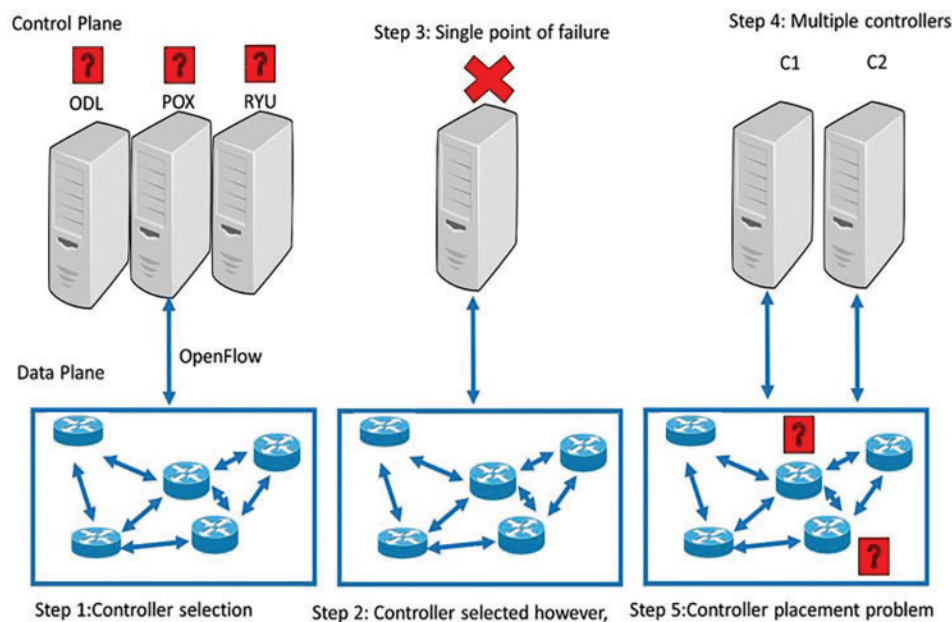 Control Plane
Step 3: Single point of failure
Step 4: Multiple controllers
? ? ?
ODL POX RYU
C1 C2
OpenFlow
Data Plane
?
?
Step 1:Controller selection
Step 2: Controller selected however,
Step 5:Controller placement problem